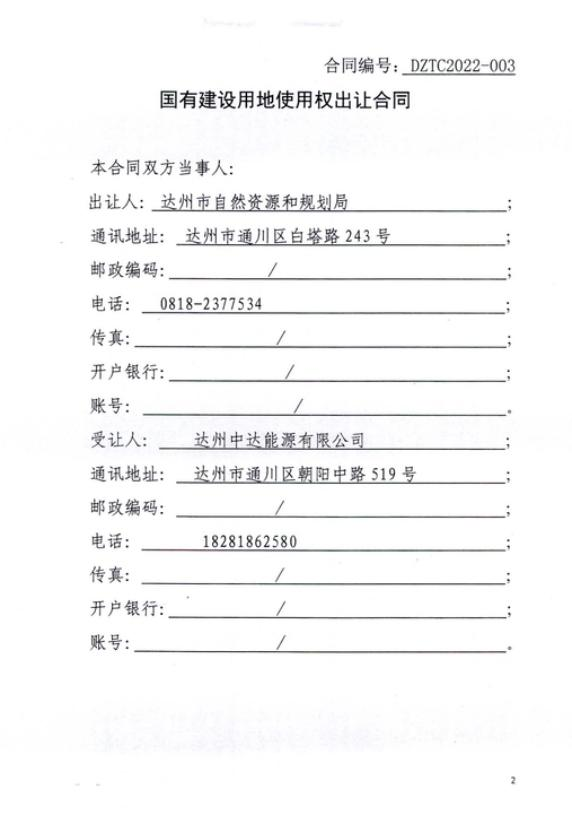 合同编号：DZTC2022-003
国有建设用地使用权出让合同
本合同双方当事人：
出让人：达州市自然资源和规划局；
通讯地址：达州市通川区白塔路 243 号；
邮政编码：/；
电话：0818-2377534；
传真：/；
开户银行：/；
账号：/。
受让人：达州中达能源有限公司；
通讯地址：达州市通川区朝阳中路 519 号；
邮政编码：/；
电话：18281862580；
传真：/；
开户银行：/；
账号：/。
2